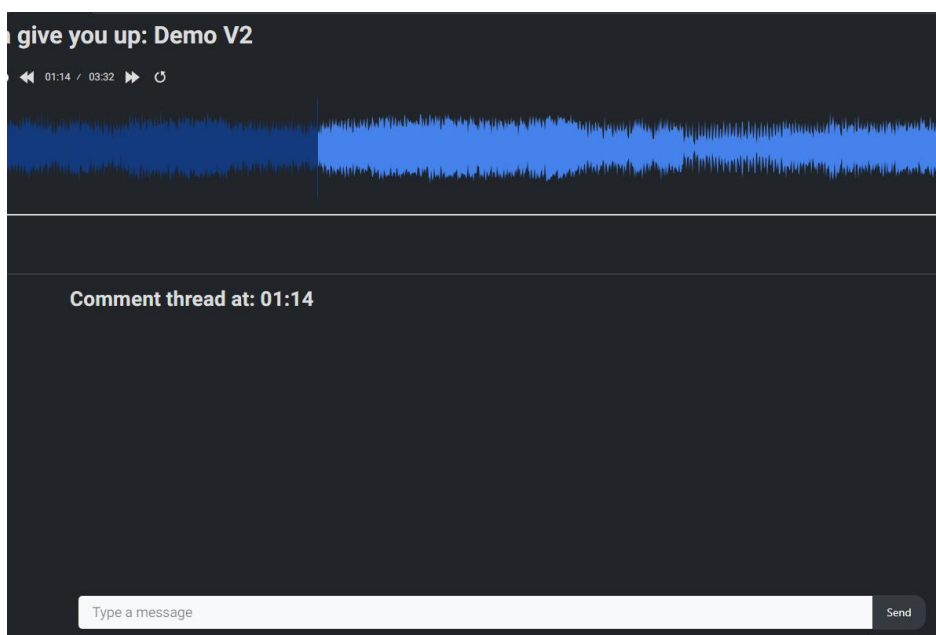 give you up: Demo V2
01:14 / 03:32
Comment thread at: 01:14
Type a message
Send